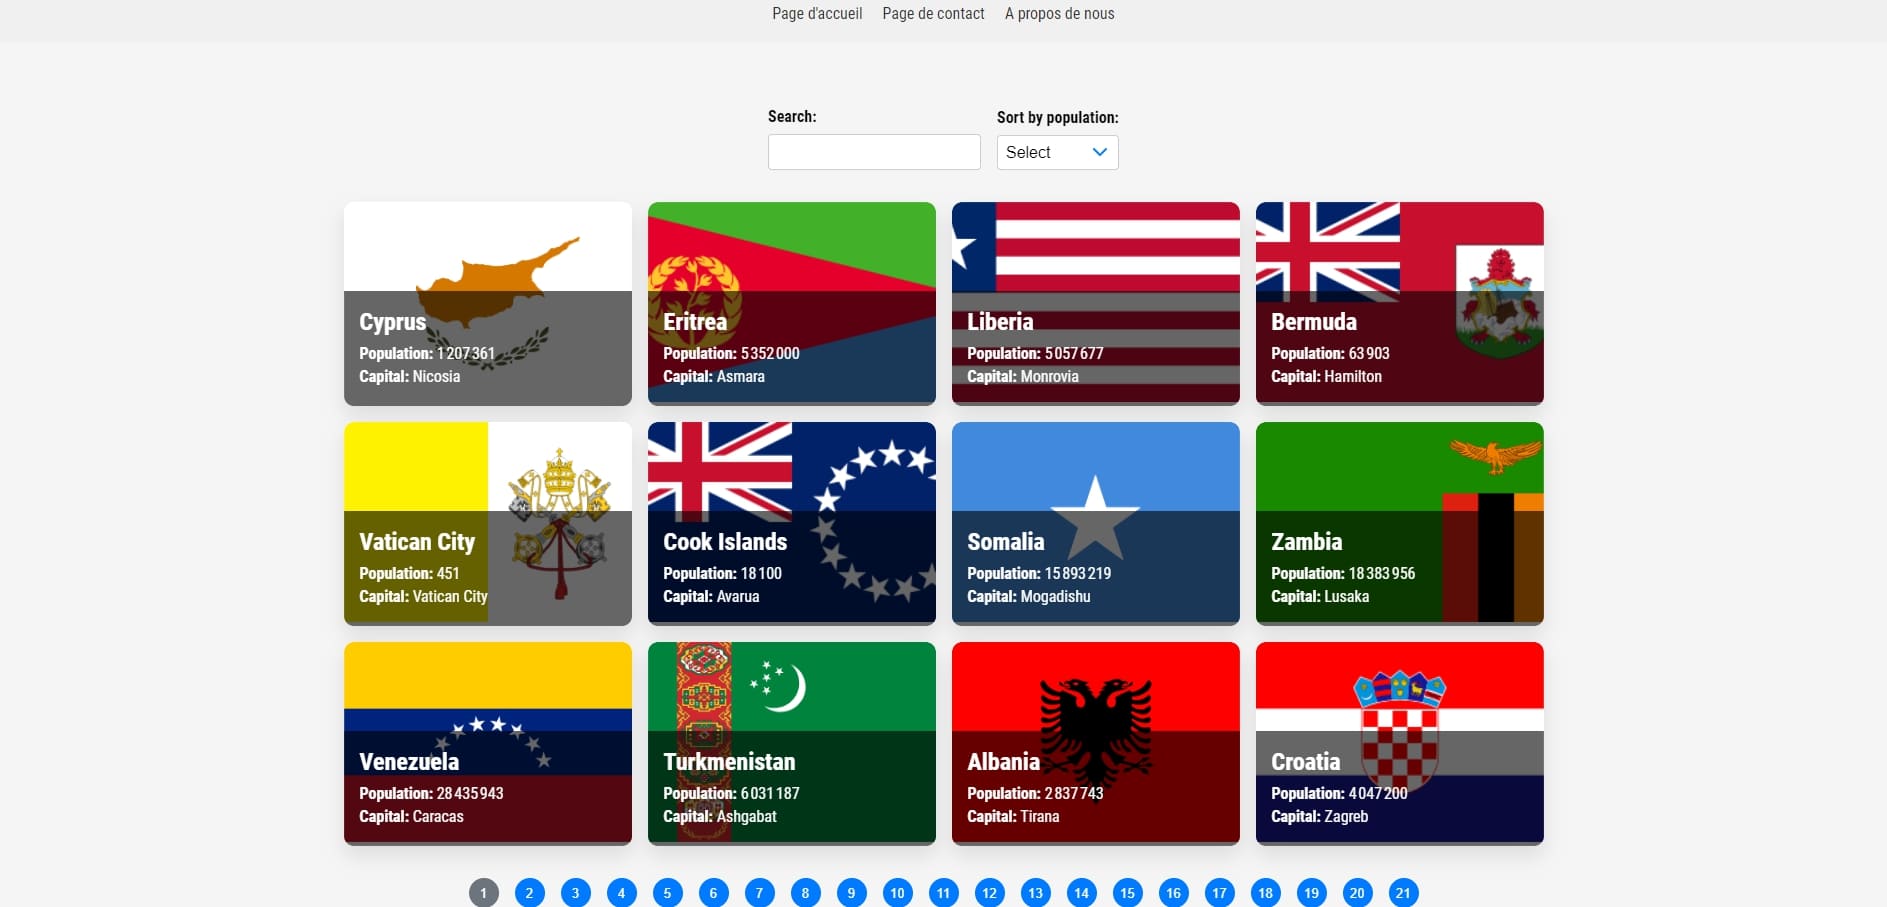 Page d'accueil Page de contact A propos de nous
Search: Sort by population:
Select
Cyprus
Population: 1 207 361
Capital: Nicosia
Eritrea
Population: 5 352 000
Capital: Asmara
Liberia
Population: 5 057 677
Capital: Monrovia
Bermuda
Population: 63 903
Capital: Hamilton
Vatican City
Population: 451
Capital: Vatican City
Cook Islands
Population: 18 100
Capital: Avarua
Somalia
Population: 15 893 219
Capital: Mogadishu
Zambia
Population: 18 383 956
Capital: Lusaka
Venezuela
Population: 28 435 943
Capital: Caracas
Turkmenistan
Population: 6 031 187
Capital: Ashgabat
Albania
Population: 2 837 743
Capital: Tirana
Croatia
Population: 4 047 200
Capital: Zagreb
1 2 3 4 5 6 7 8 9 10 11 12 13 14 15 16 17 18 19 20 21